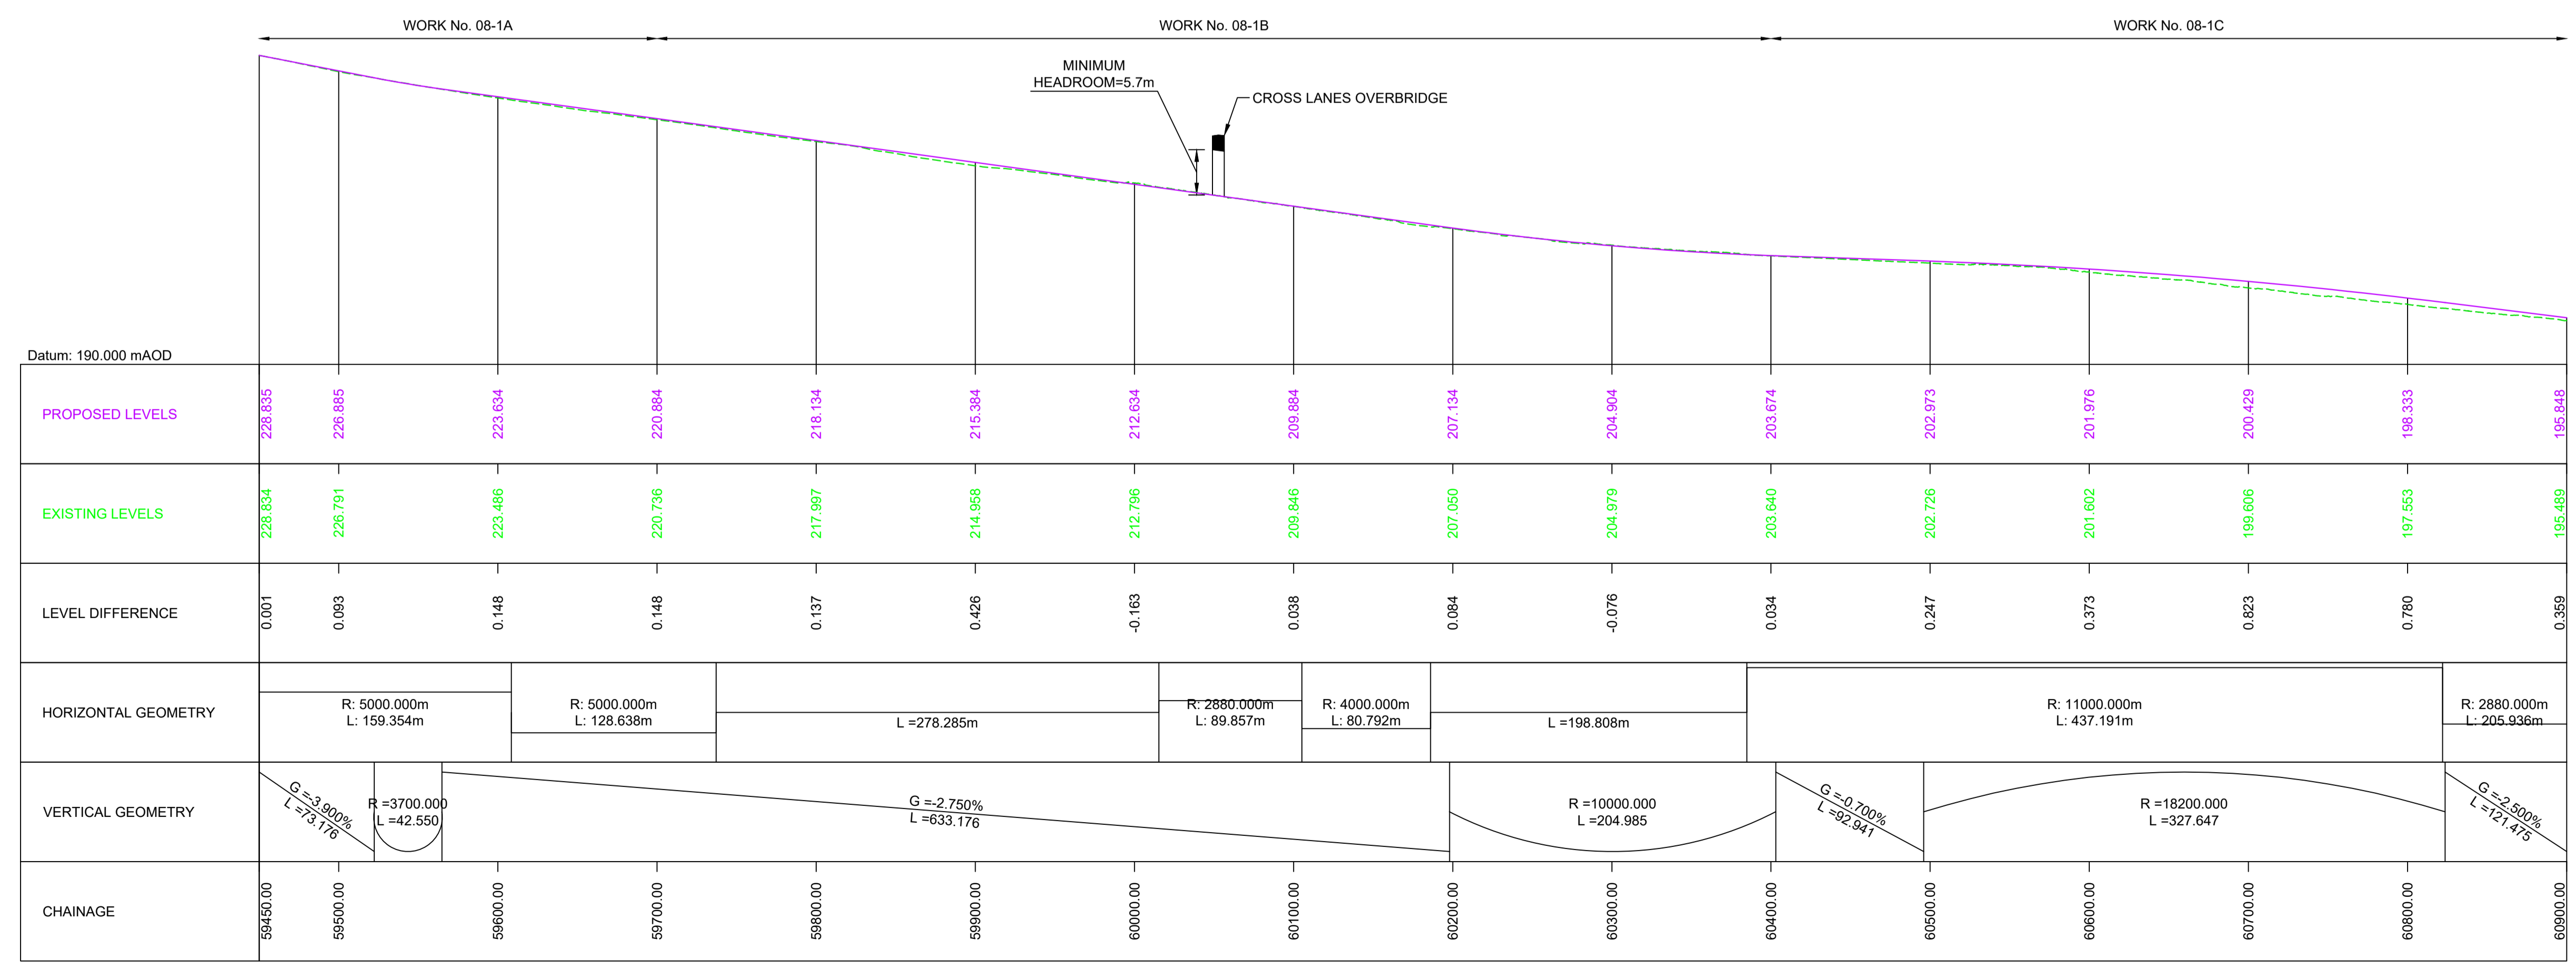 WORK No. 08-1A
WORK No. 08-1B
WORK No. 08-1C
MINIMUM
HEADROOM=5.7m
CROSS LANES OVERBRIDGE
Datum: 190.000 mAOD
PROPOSED LEVELS
228.835
226.885
223.634
220.884
218.134
215.384
212.634
209.884
207.134
204.904
203.674
202.973
201.976
200.429
198.333
195.848
EXISTING LEVELS
228.834
226.791
223.486
220.736
217.997
214.958
212.796
209.846
207.050
204.979
203.640
202.726
201.602
199.606
197.553
195.489
LEVEL DIFFERENCE
0.001
0.093
0.148
0.148
0.137
0.426
-0.163
0.038
0.084
-0.076
0.034
0.247
0.373
0.823
0.780
0.359
HORIZONTAL GEOMETRY
R: 5000.000m
L: 159.354m
R: 5000.000m
L: 128.638m
L =278.285m
R: 2880.000m
L: 89.857m
R: 4000.000m
L: 80.792m
L =198.808m
R: 11000.000m
L: 437.191m
R: 2880.000m
L: 205.936m
VERTICAL GEOMETRY
G =-3.900%
L =73.176
R =3700.000
L =42.550
G =-2.750%
L =633.176
R =10000.000
L =204.985
G =-0.700%
L =92.941
R =18200.000
L =327.647
G =-2.500%
L =121.475
CHAINAGE
59450.00
59500.00
59600.00
59700.00
59800.00
59900.00
60000.00
60100.00
60200.00
60300.00
60400.00
60500.00
60600.00
60700.00
60800.00
60900.00